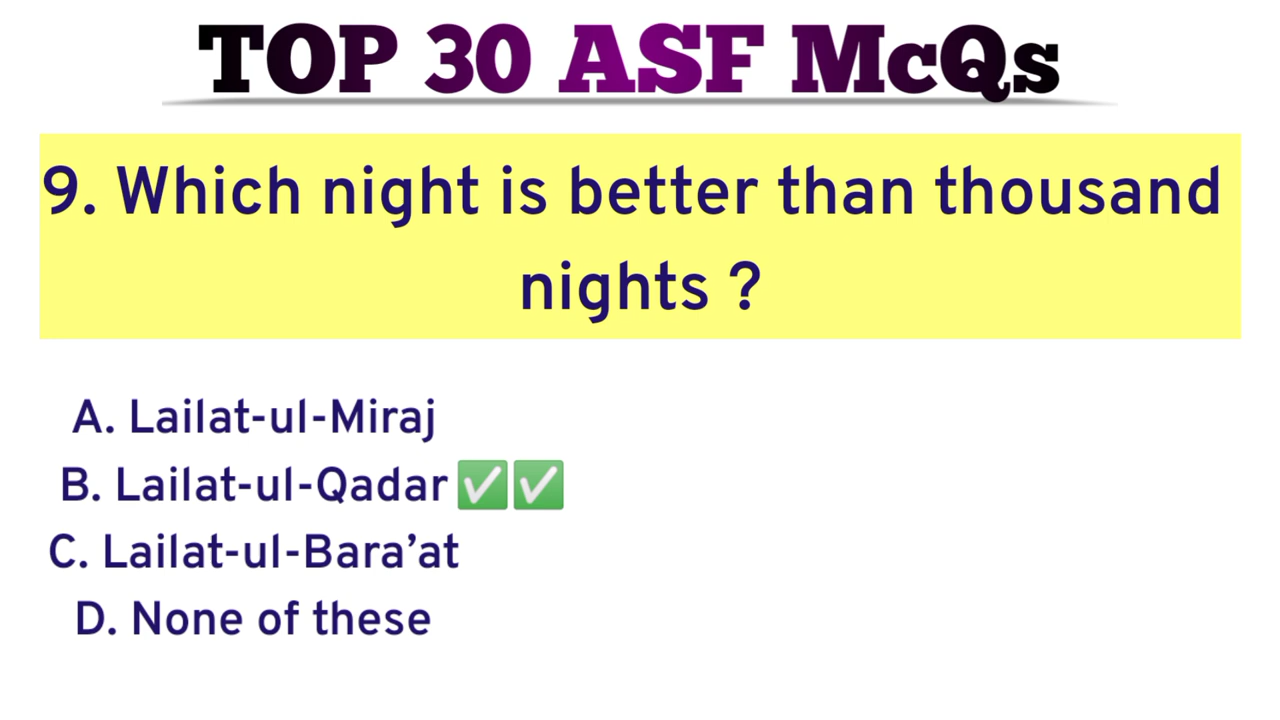 TOP 30 ASF McQs
9. Which night is better than thousand
nights ?
A. Lailat-ul-Miraj
B. Lailat-ul-Qadar ✅✅
C. Lailat-ul-Bara’at
D. None of these